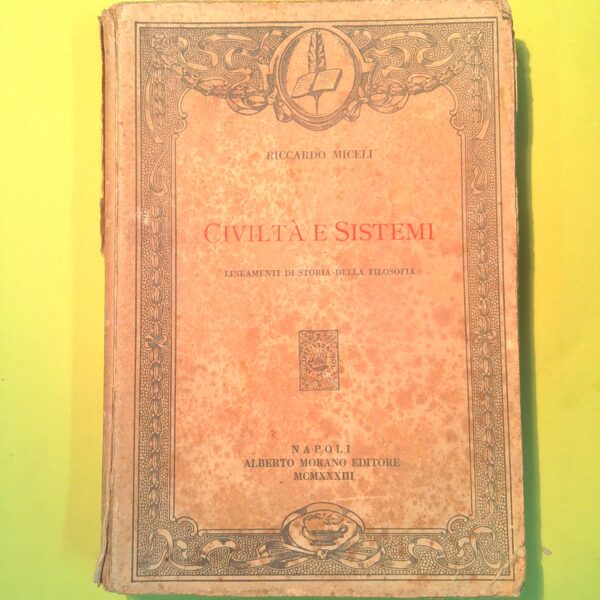 RICCARDO MICELI
CIVILTÀ E SISTEMI
LINEAMENTI DI STORIA DELLA FILOSOFIA
NAPOLI
ALBERTO MORANO EDITORE
MCMXXXIII